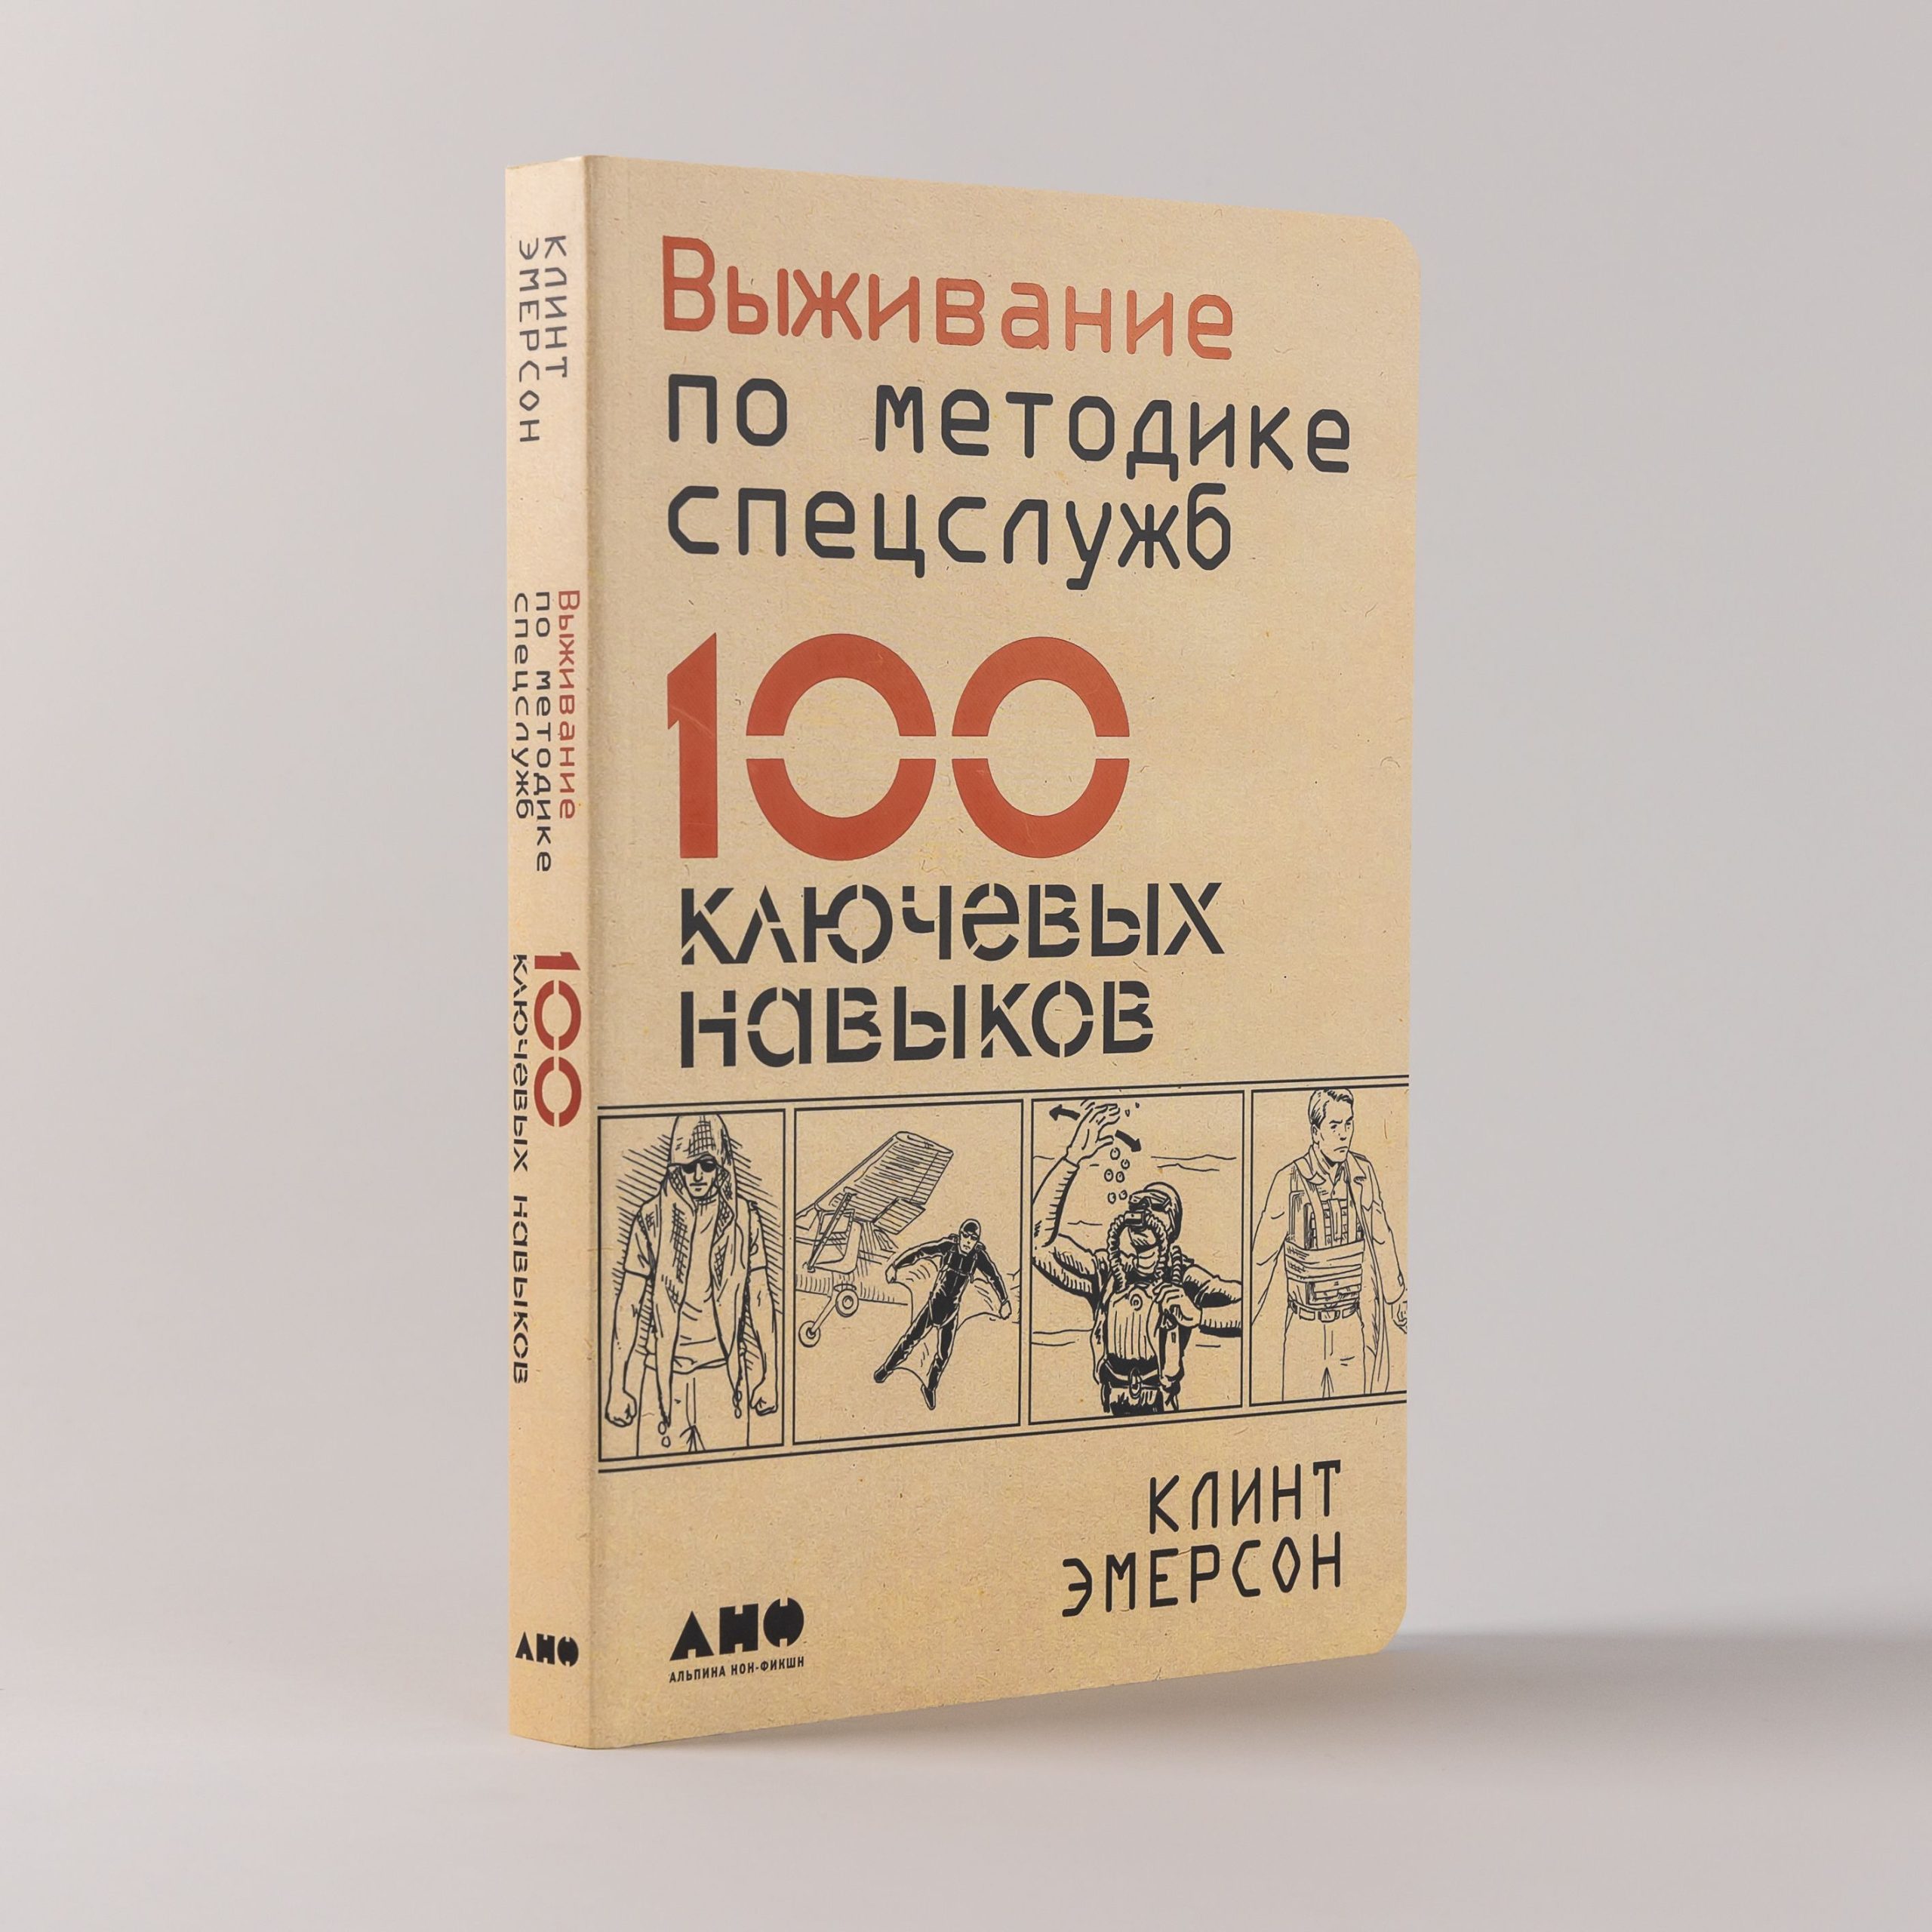 КЛИНТ
ЭМЕРСОН
Выживание
по методике
спецслужб
100
ключевых навыков
АНФ
Выживание
по методике
спецслужб
100
ключевых
навыков
КЛИНТ
ЭМЕРСОН
АНФ
АЛЬПИНА НОН-ФИКШН